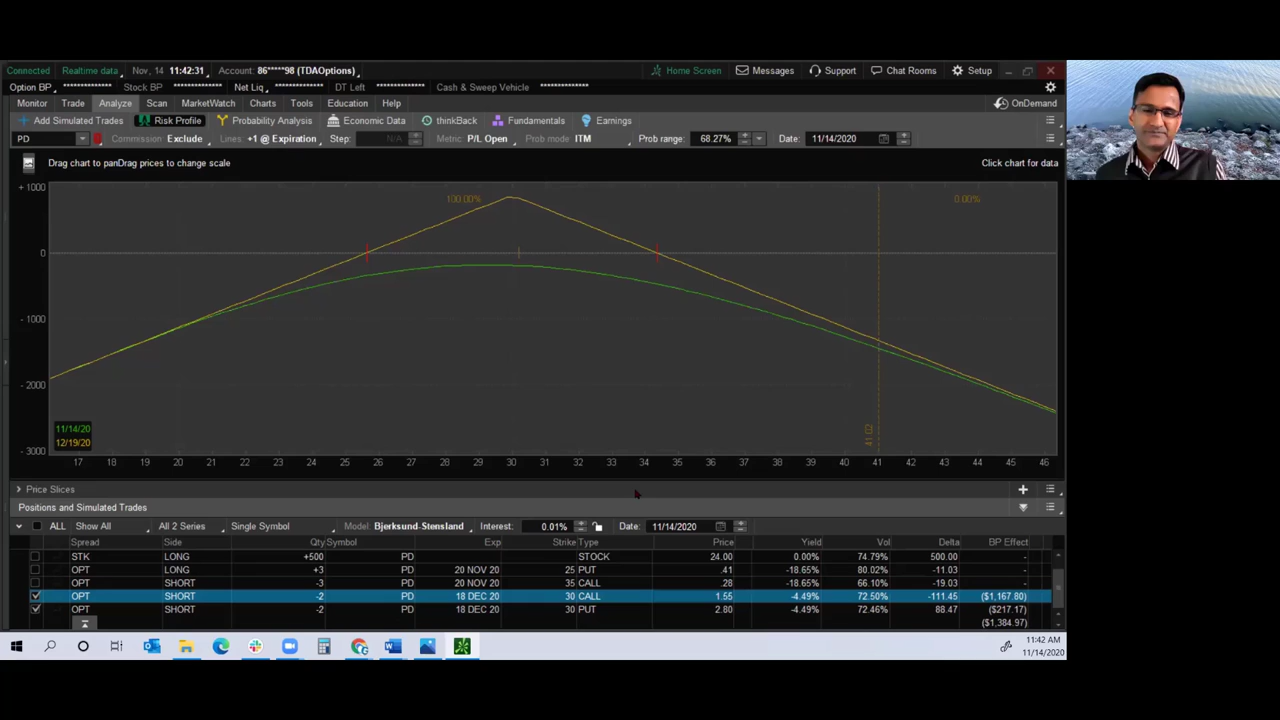 Connected Realtime data Nov, 14 11:42:31 Account: 86*****98 (TDAOptions) Home Screen Messages Support Chat Rooms Setup
Option BP ************** Stock BP ************** Net Liq ************** DT Left ************** Cash & Sweep Vehicle **************
Monitor Trade Analyze Scan MarketWatch Charts Tools Education Help OnDemand
Add Simulated Trades Risk Profile Probability Analysis Economic Data thinkBack Fundamentals Earnings
PD Commission Exclude Lines: +1 @ Expiration Step: N/A Metric: P/L Open Prob mode: ITM Prob range: 68.27% Date: 11/14/2020
Drag chart to panDrag prices to change scale Click chart for data
+ 1000
100.00% 0.00%
0
- 1000
- 2000
41.02
11/14/20
12/19/20
- 3000
17 18 19 20 21 22 23 24 25 26 27 28 29 30 31 32 33 34 35 36 37 38 39 40 41 42 43 44 45 46
Price Slices
Positions and Simulated Trades
ALL Show All All 2 Series Single Symbol Model: Bjerksund-Stensland Interest: 0.01% Date: 11/14/2020
Spread Side Qty Symbol Exp Strike Type Price Yield Vol Delta BP Effect
STK LONG +500 PD STOCK 24.00 0.00% 74.79% 500.00 -
OPT LONG +3 PD 20 NOV 20 25 PUT .41 -18.65% 80.02% -11.03 -
OPT SHORT -3 PD 20 NOV 20 35 CALL .28 -18.65% 66.10% -19.03 -
OPT SHORT -2 PD 18 DEC 20 30 CALL 1.55 -4.49% 72.50% -111.45 ($1,167.80)
OPT SHORT -2 PD 18 DEC 20 30 PUT 2.80 -4.49% 72.46% 88.47 ($217.17)
($1,384.97)
11:42 AM
11/14/2020